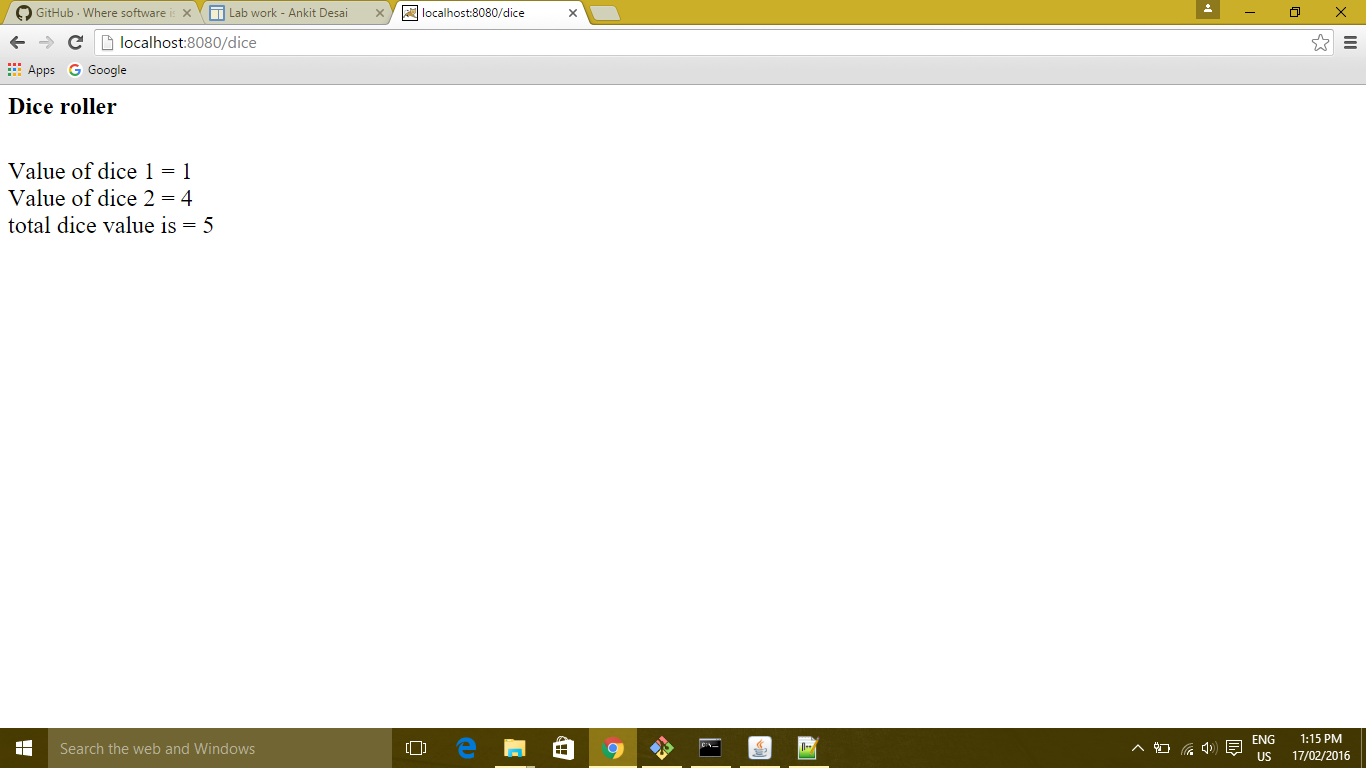 GitHub · Where software is
Lab work - Ankit Desai
localhost:8080/dice
localhost:8080/dice
Apps
Google
Dice roller
Value of dice 1 = 1
Value of dice 2 = 4
total dice value is = 5
Search the web and Windows
ENG
US
1:15 PM
17/02/2016